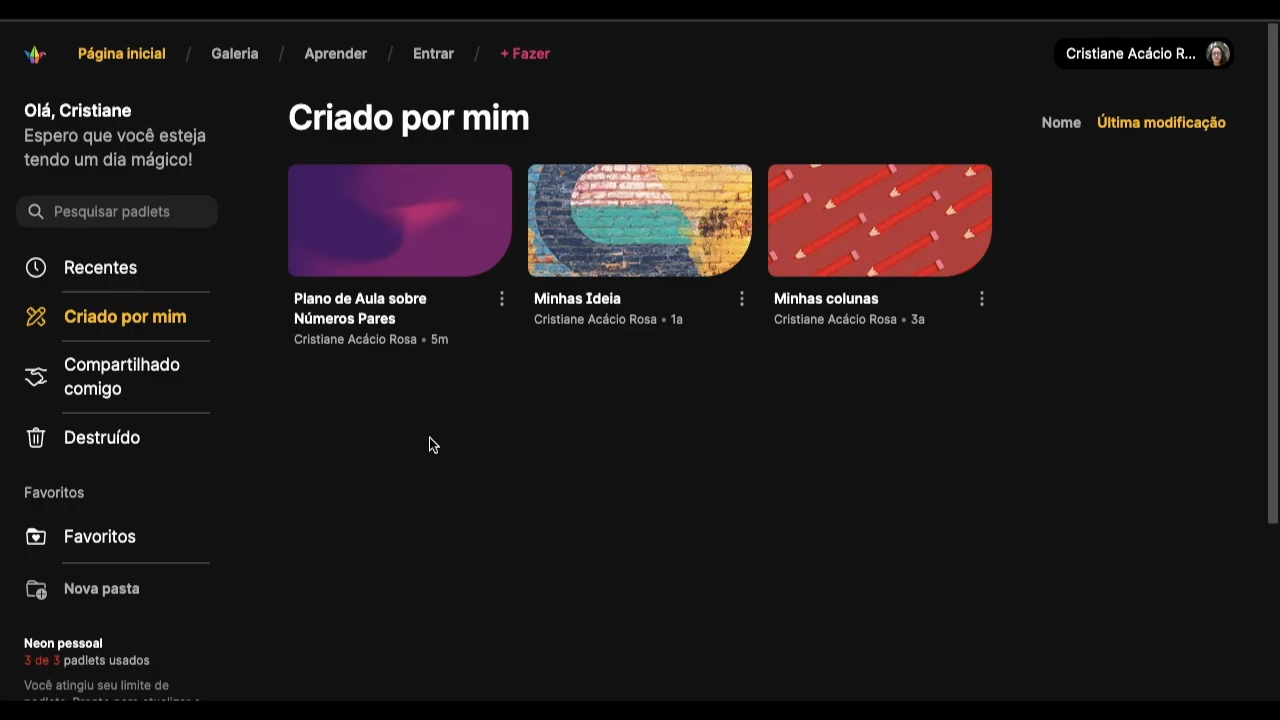 Página inicial / Galeria / Aprender / Entrar / + Fazer
Cristiane Acácio R...
Olá, Cristiane
Espero que você esteja
tendo um dia mágico!
Pesquisar padlets
Recentes
Criado por mim
Compartilhado
comigo
Destruído
Favoritos
Favoritos
Nova pasta
Neon pessoal
3 de 3 padlets usados
Você atingiu seu limite de
Criado por mim
Nome Última modificação
Plano de Aula sobre
Números Pares
Cristiane Acácio Rosa • 5m
Minhas Ideia
Cristiane Acácio Rosa • 1a
Minhas colunas
Cristiane Acácio Rosa • 3a